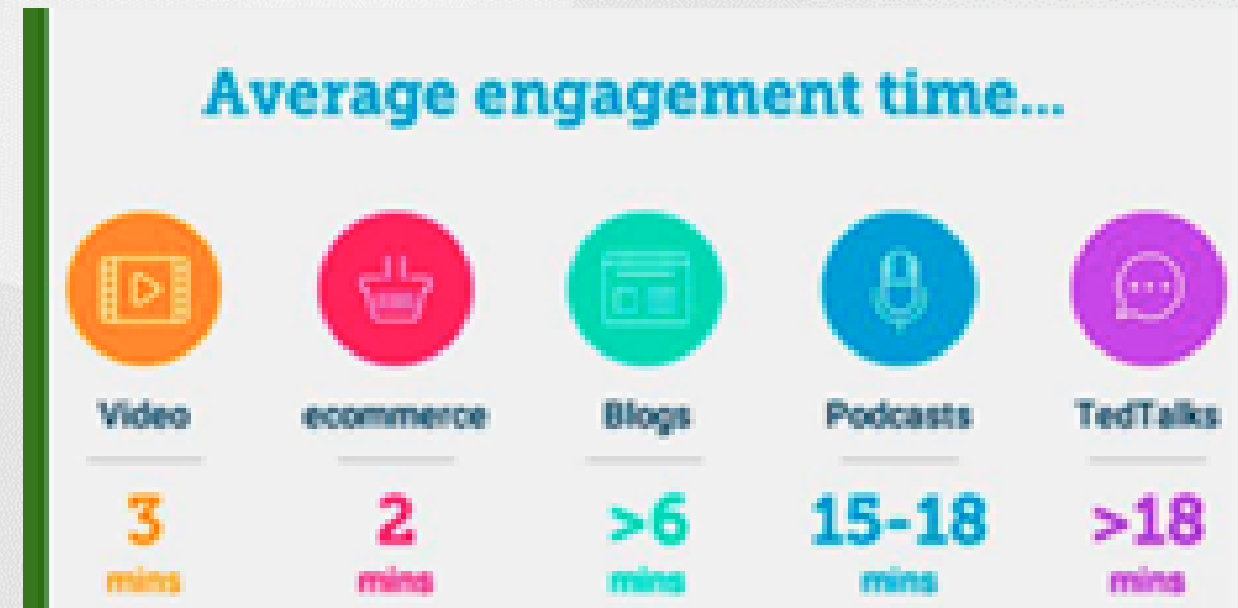 Average engagement time...
Video ecommerce Blogs Podcasts TedTalks
3 2 >6 15-18 >18
mins mins mins mins mins